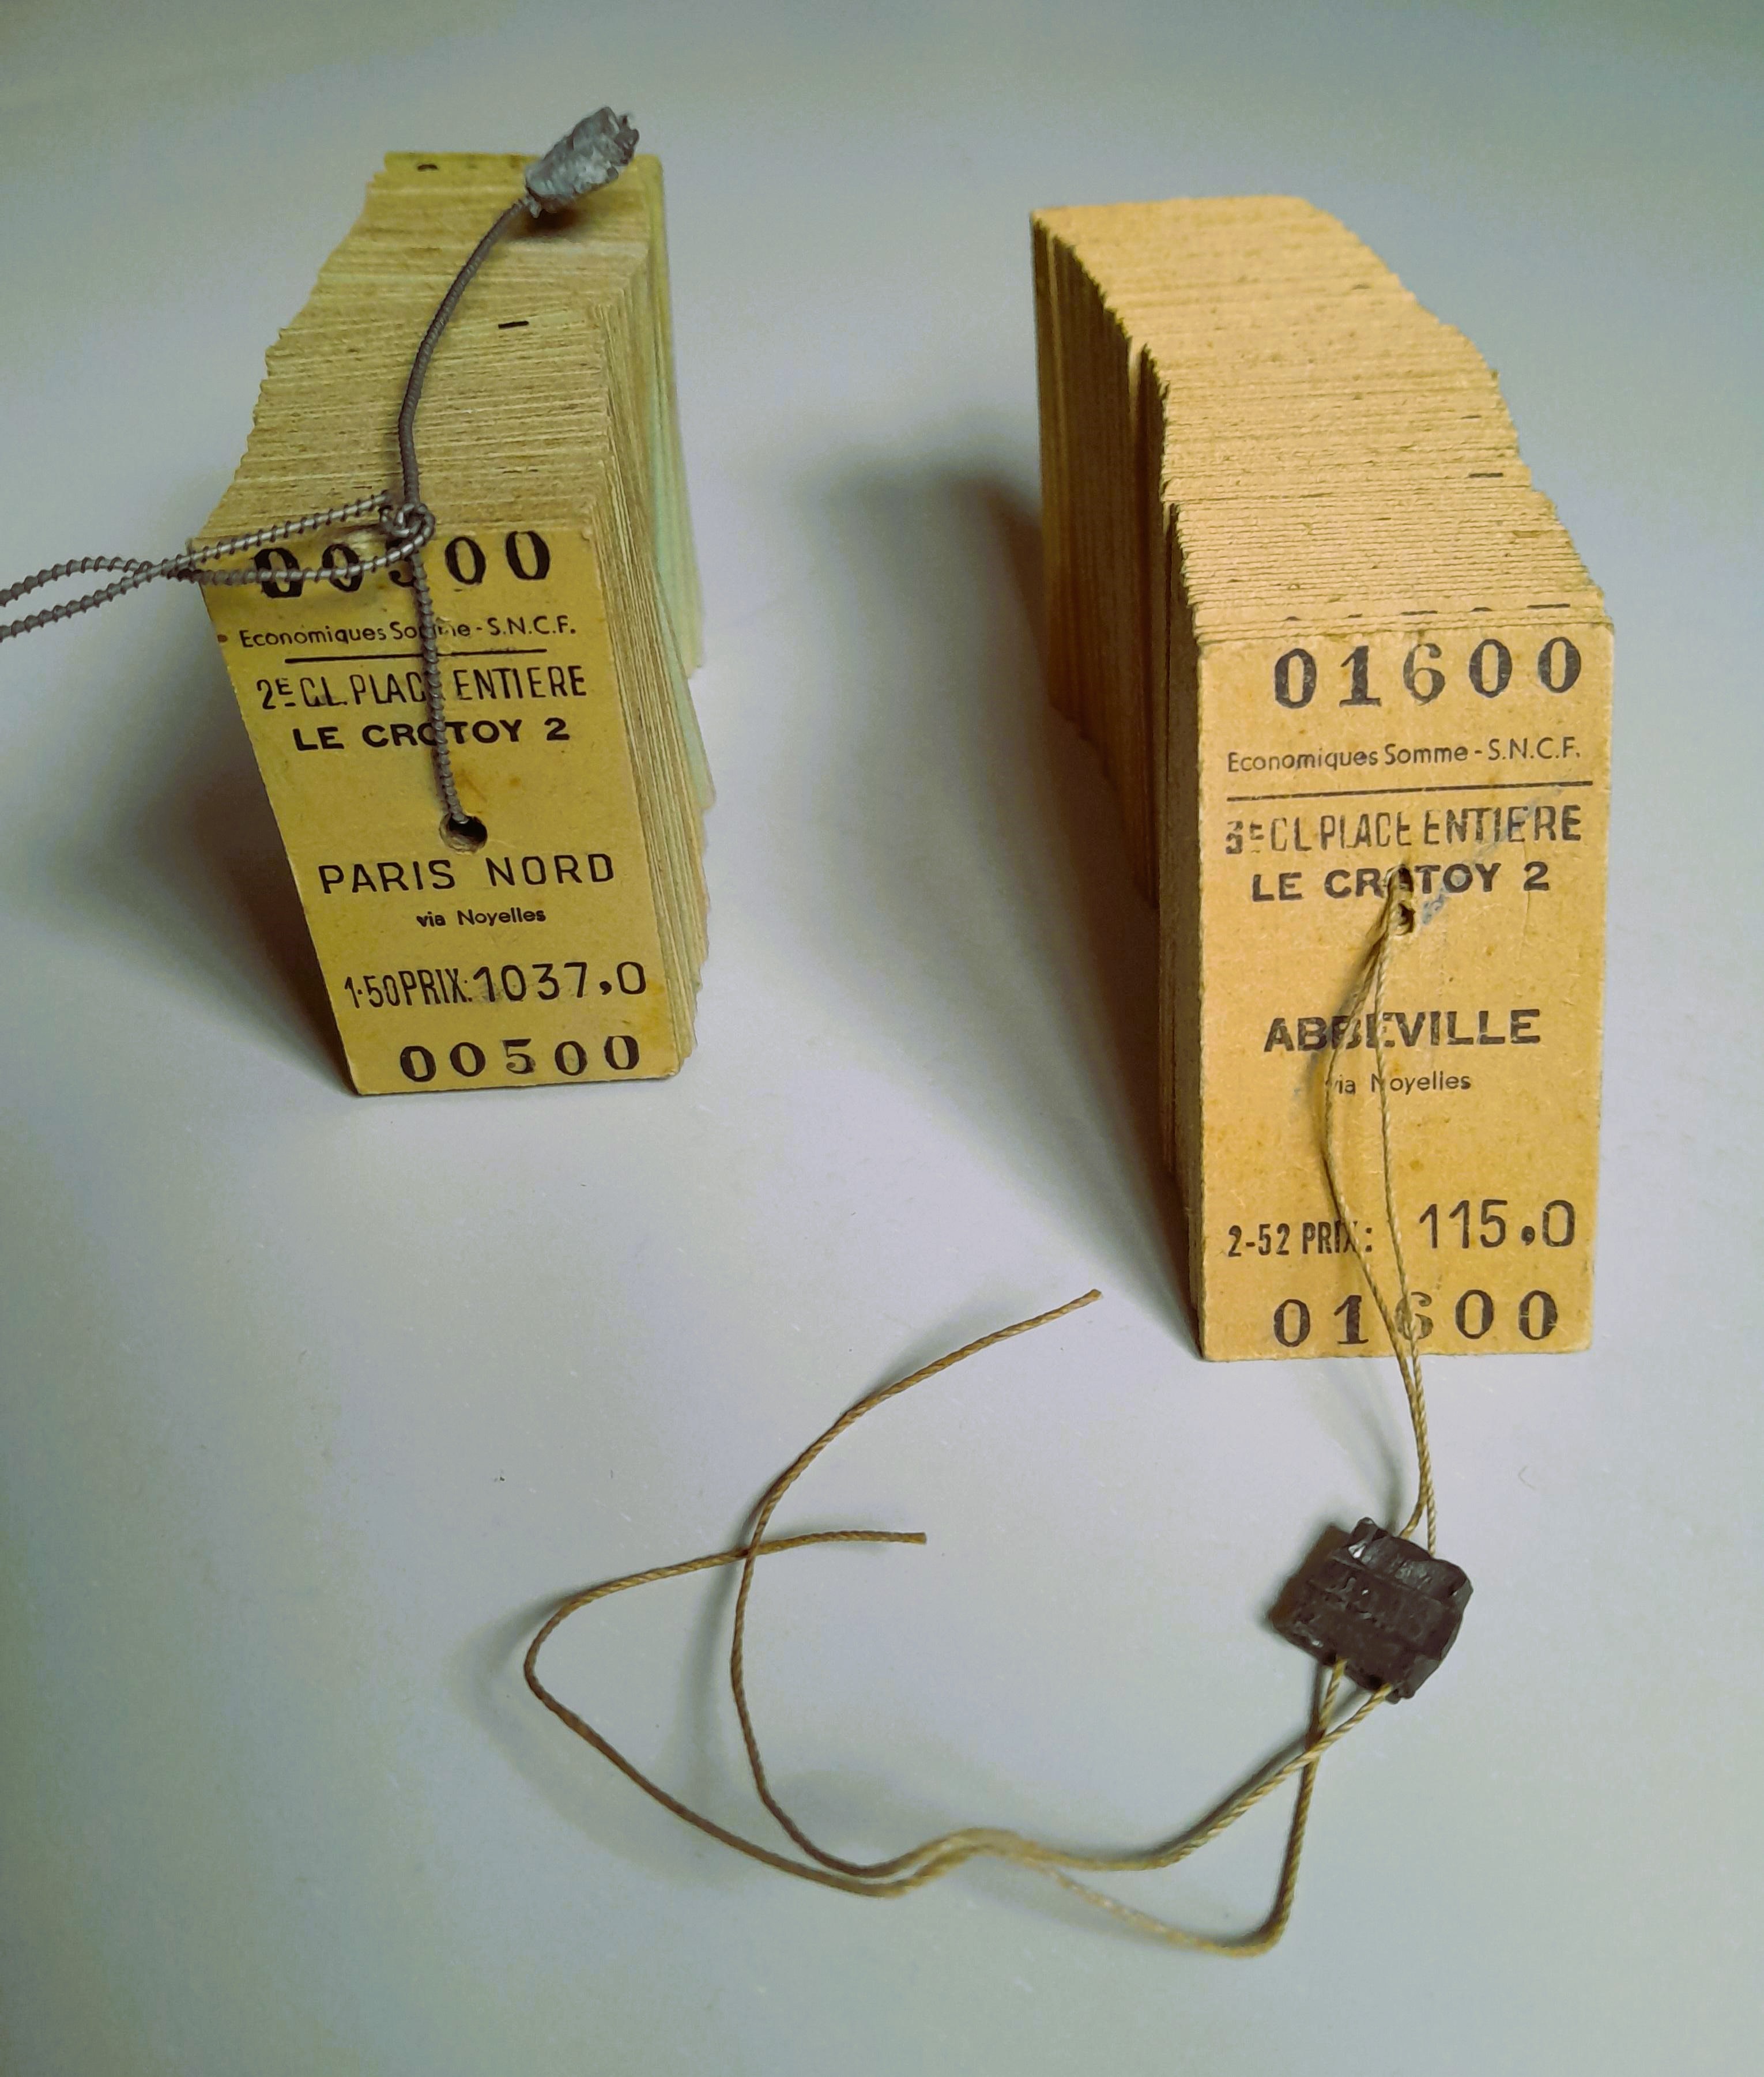 00500
Economiques Somme - S.N.C.F.
2E CL. PLACE ENTIERE
LE CROTOY 2
PARIS NORD
via Noyelles
1·50 PRIX: 1037,0
00500
01600
Economiques Somme - S.N.C.F.
3E CL PLACE ENTIERE
LE CROTOY 2
ABBEVILLE
via Noyelles
2-52 PRIX: 115,0
01600